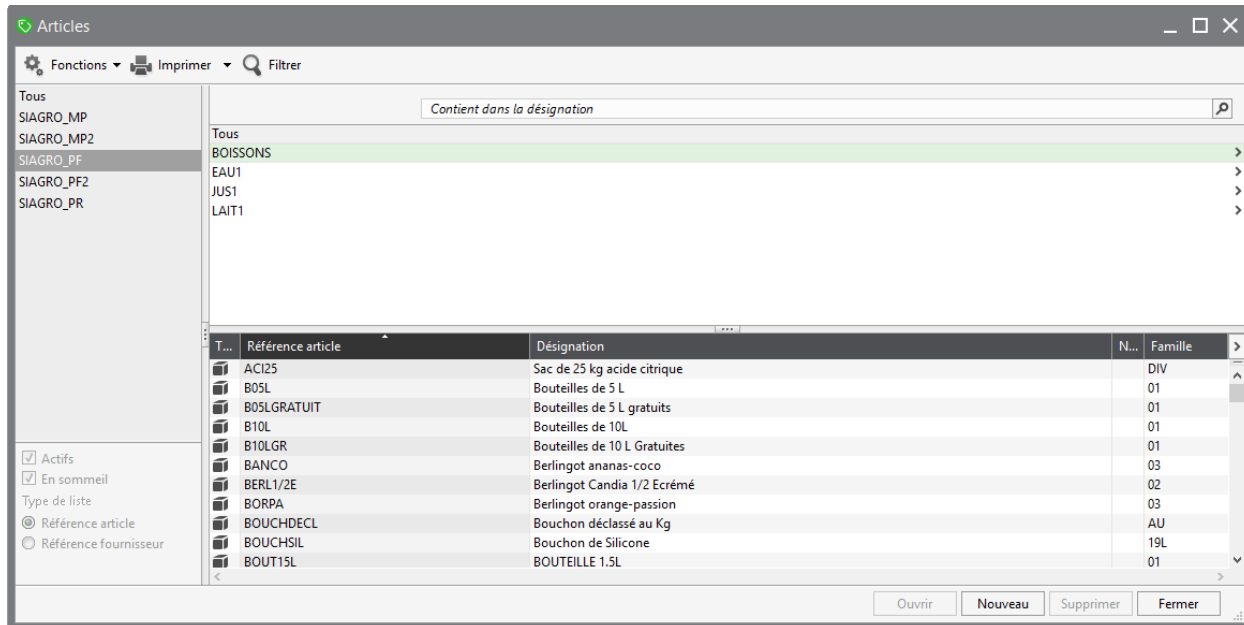 Articles
Fonctions Imprimer Filtrer
Tous
SIAGRO_MP
SIAGRO_MP2
SIAGRO_PF
SIAGRO_PF2
SIAGRO_PR
Contient dans la désignation
Tous
BOISSONS
EAU1
JUS1
LAIT1
T... Référence article Désignation N... Famille
ACI25 Sac de 25 kg acide citrique DIV
B05L Bouteilles de 5 L 01
B05LGRATUIT Bouteilles de 5 L gratuits 01
B10L Bouteilles de 10L 01
B10LGR Bouteilles de 10 L Gratuites 01
BANCO Berlingot ananas-coco 03
BERL1/2E Berlingot Candia 1/2 Ecrémé 02
BORPA Berlingot orange-passion 03
BOUCHDECL Bouchon déclassé au Kg AU
BOUCHSIL Bouchon de Silicone 19L
BOUT15L BOUTEILLE 1.5L 01
Actifs
En sommeil
Type de liste
Référence article
Référence fournisseur
Ouvrir Nouveau Supprimer Fermer